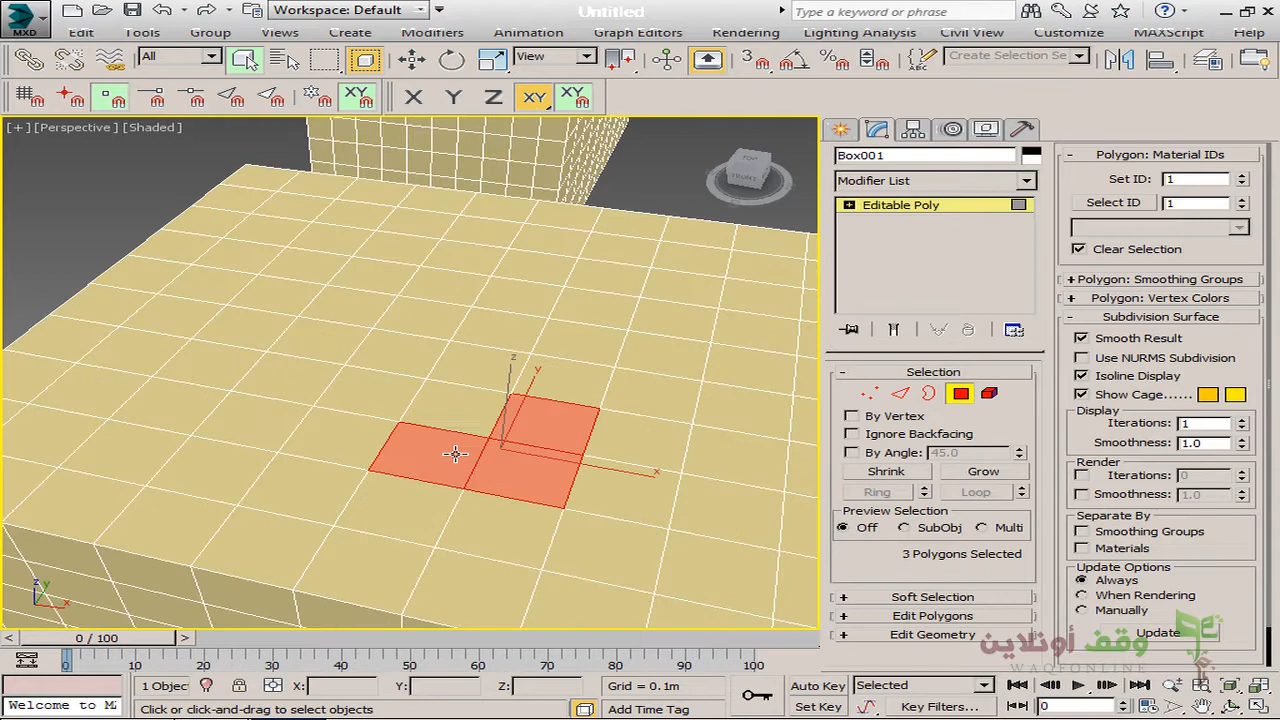 MXD
Workspace: Default
Untitled
Type a keyword or phrase
Edit Tools Group Views Create Modifiers Animation Graph Editors Rendering Lighting Analysis Civil View Customize MAXScript Help
All
View
3
%
ABC
Create Selection Se
XY
X Y Z XY XY
[+] [Perspective] [Shaded]
TOP
FRONT
z
y
x
z
y
x
Box001
Modifier List
Editable Poly
Selection
By Vertex
Ignore Backfacing
By Angle: 45.0
Shrink Grow
Ring Loop
Preview Selection
Off SubObj Multi
3 Polygons Selected
Soft Selection
Edit Polygons
Edit Geometry
Polygon: Material IDs
Set ID: 1
Select ID 1
Clear Selection
Polygon: Smoothing Groups
Polygon: Vertex Colors
Subdivision Surface
Smooth Result
Use NURMS Subdivision
Isoline Display
Show Cage......
Display
Iterations: 1
Smoothness: 1.0
Render
Iterations: 0
Smoothness: 1.0
Separate By
Smoothing Groups
Materials
Update Options
Always
When Rendering
Manually
Update
وقف أونلاين
WAQFONLINE
< 0 / 100 >
0 10 20 30 40 50 60 70 80 90 100
1 Object
X: Y: Z:
Grid = 0.1m
Auto Key Selected
Welcome to MA
Click or click-and-drag to select objects
Add Time Tag
Set Key Key Filters...
0